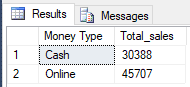 Results Messages
Money Type Total_sales
1 Cash 30388
2 Online 45707